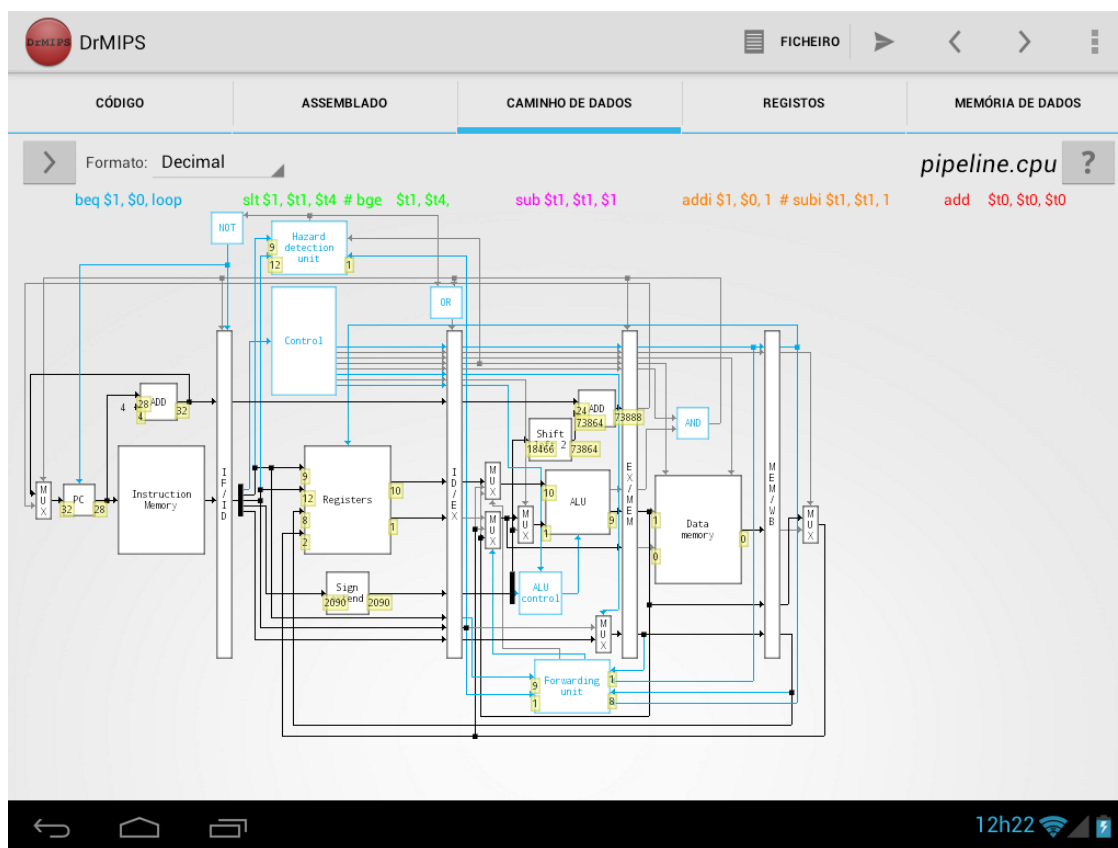 DrMIPS DrMIPS FICHEIRO
CÓDIGO ASSEMBLADO CAMINHO DE DADOS REGISTOS MEMÓRIA DE DADOS
Formato: Decimal pipeline.cpu ?
beq $1, $0, loop slt $1, $t1, $t4 # bge $t1, $t4, sub $t1, $t1, $1 addi $1, $0, 1 # subi $t1, $t1, 1 add $t0, $t0, $t0
NOT
Hazard
detection
unit
9
12 1
OR
Control
4 28 ADD
4 32
24 ADD
73864 73888
Shift
2
18466 73864
AND
MUX
PC
32 28
Instruction
Memory
IF/ID
9
12
Registers
8
2
10
1
ID/EX
MUX
MUX
MUX
10
ALU
1 9
EX/MEM
1
Data
memory
0 0
MEM/WB
MUX
Sign
end
2090 2090
ALU
control
MUX
Forwarding
unit
9 1
1 8
12h22